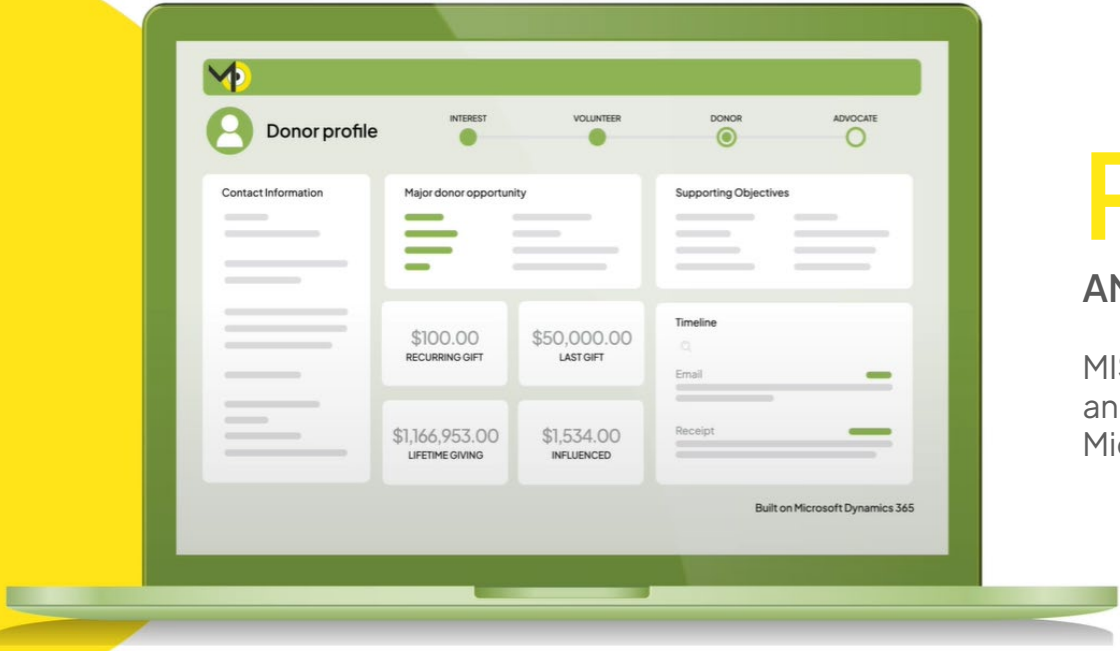 Donor profile
INTEREST
VOLUNTEER
DONOR
ADVOCATE
Contact Information
Major donor opportunity
$100.00
RECURRING GIFT
$50,000.00
LAST GIFT
$1,166,953.00
LIFETIME GIVING
$1,534.00
INFLUENCED
Supporting Objectives
Timeline
Email
Receipt
Built on Microsoft Dynamics 365